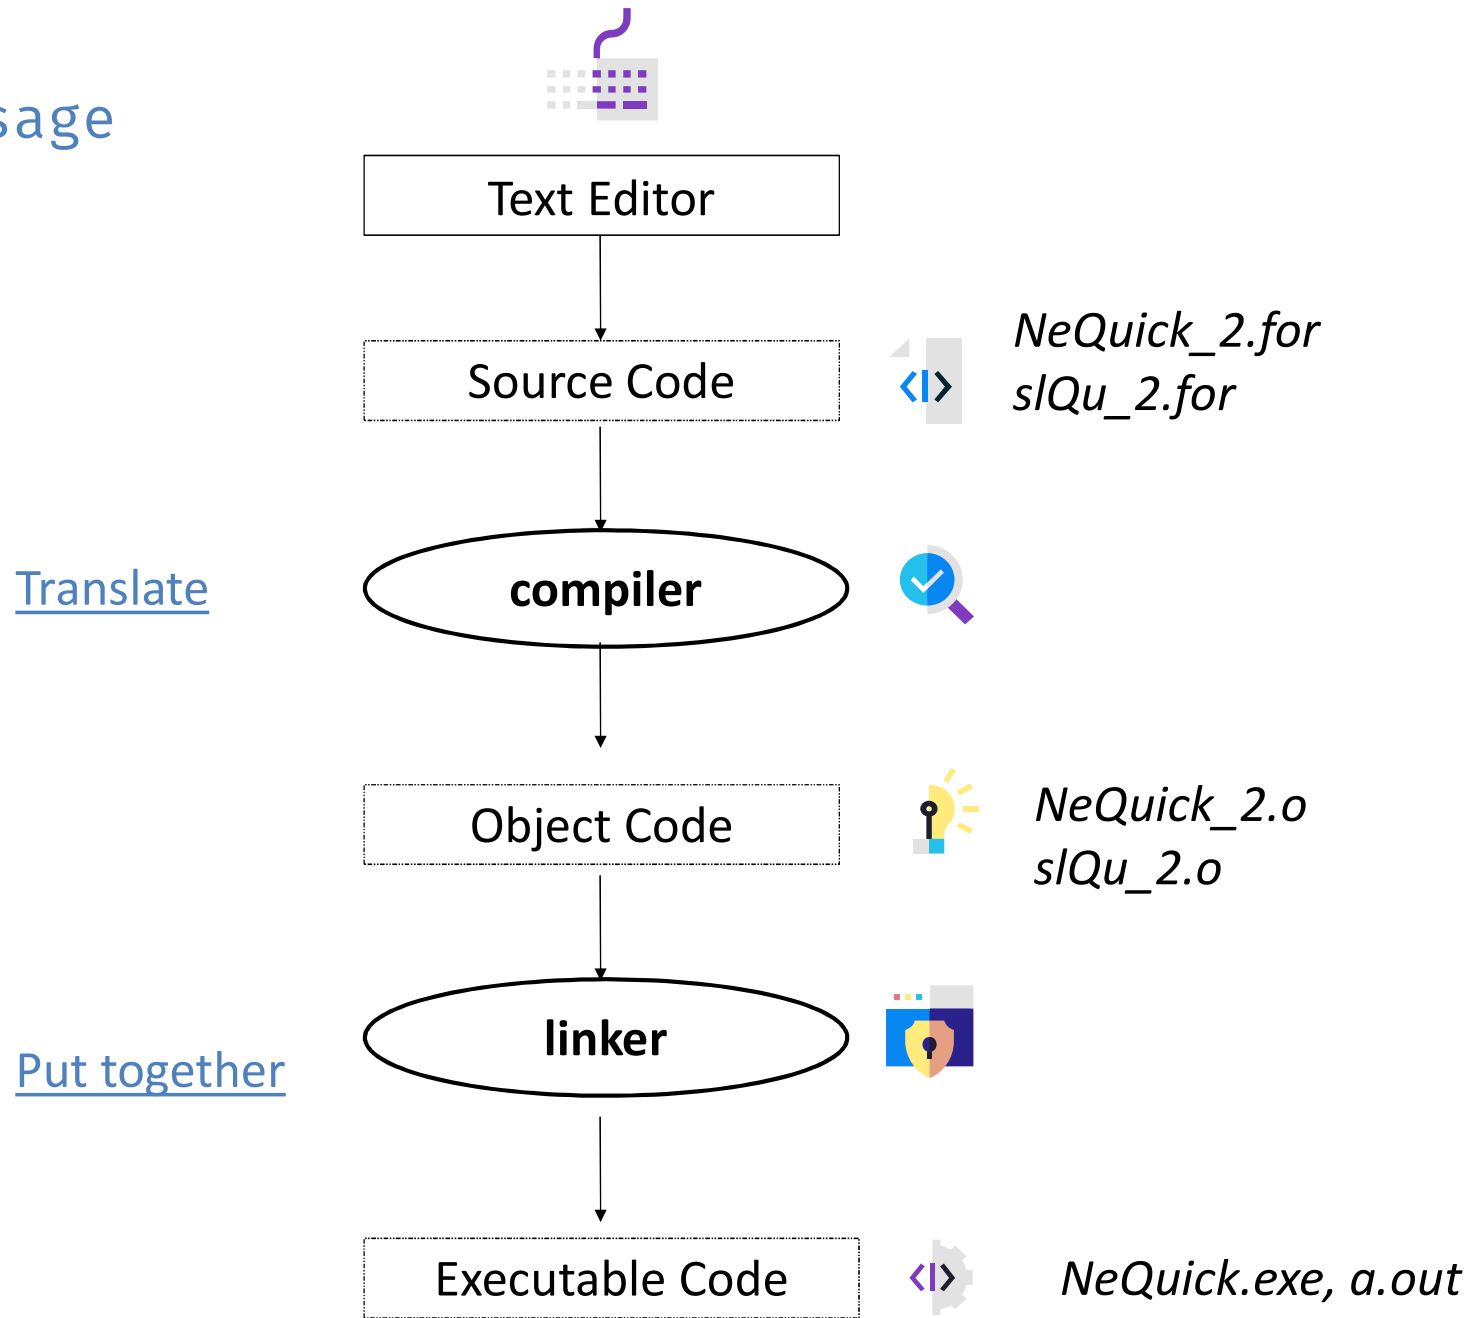 sage
Text Editor
Source Code
NeQuick_2.for
slQu_2.for
Translate
compiler
Object Code
NeQuick_2.o
slQu_2.o
linker
Put together
Executable Code
NeQuick.exe, a.out